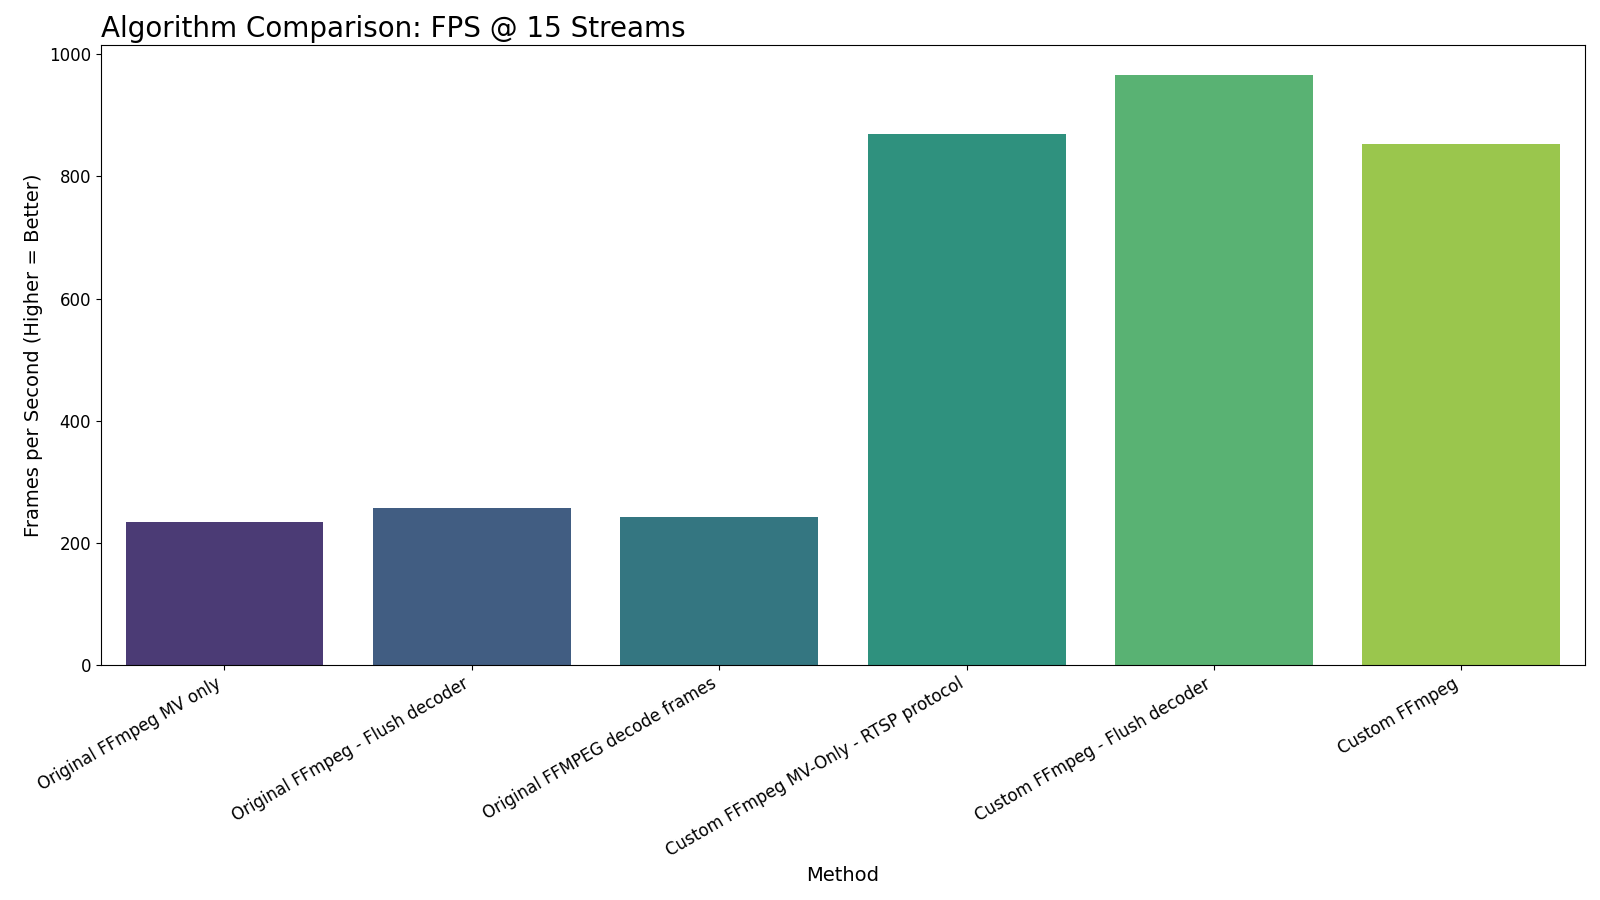 Algorithm Comparison: FPS @ 15 Streams
Frames per Second (Higher = Better)
1000
800
600
400
200
0
Original FFmpeg MV only
Original FFmpeg - Flush decoder
Original FFMPEG decode frames
Custom FFmpeg MV-Only - RTSP protocol
Custom FFmpeg - Flush decoder
Custom FFmpeg
Method